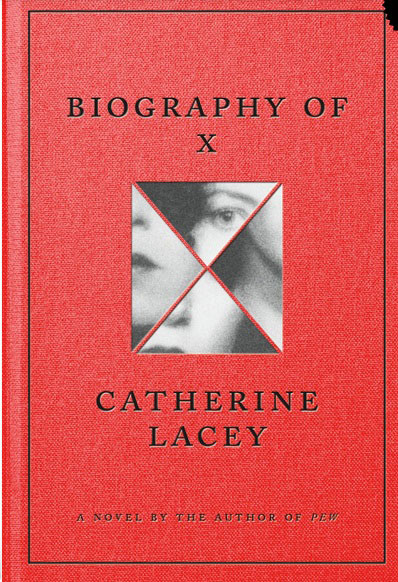 BIOGRAPHY OF
X
CATHERINE
LACEY
A NOVEL BY THE AUTHOR OF PEW